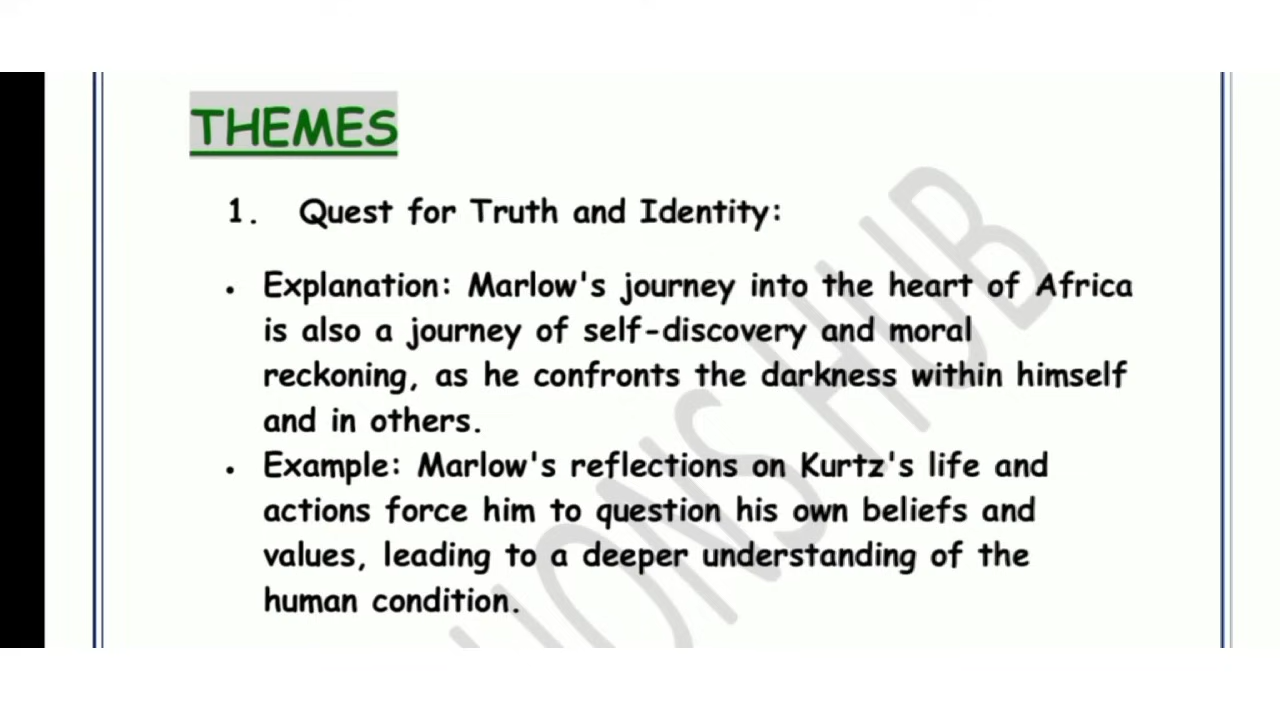 THEMES
1. Quest for Truth and Identity:
• Explanation: Marlow's journey into the heart of Africa
is also a journey of self-discovery and moral
reckoning, as he confronts the darkness within himself
and in others.
• Example: Marlow's reflections on Kurtz's life and
actions force him to question his own beliefs and
values, leading to a deeper understanding of the
human condition.
IONS HUB